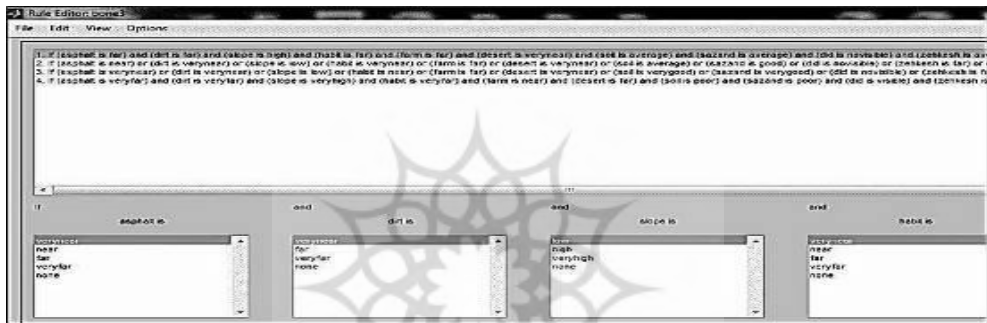 Rule Editor: bone3
File Edit View Options
1. If (asphalt is far) and (dirt is far) and (slope is high) and (habit is far) and (farm is far) and (desert is verynear) and (soil is average) and (sazand is average) and (did is novisible) and (zehkesh is
2. If (asphalt is near) or (dirt is verynear) or (slope is low) or (habit is verynear) or (farm is far) or (desert is verynear) or (soil is average) or (sazand is good) or (did is novisible) or (zehkesh is far) or
3. If (asphalt is verynear) or (dirt is verynear) or (slope is low) or (habit is near) or (farm is far) or (desert is verynear) or (soil is verygood) or (sazand is verygood) or (did is novisible) or (zehkesh is
4. If (asphalt is veryfar) and (dirt is veryfar) and (slope is veryhigh) and (habit is veryfar) and (farm is near) and (desert is far) and (soil is poor) and (sazand is poor) and (did is visible) and (zehkesh is
If and and and
asphalt is dirt is slope is habit is
verynear verynear low verynear
near far high near
far veryfar veryhigh far
veryfar none none veryfar
none none